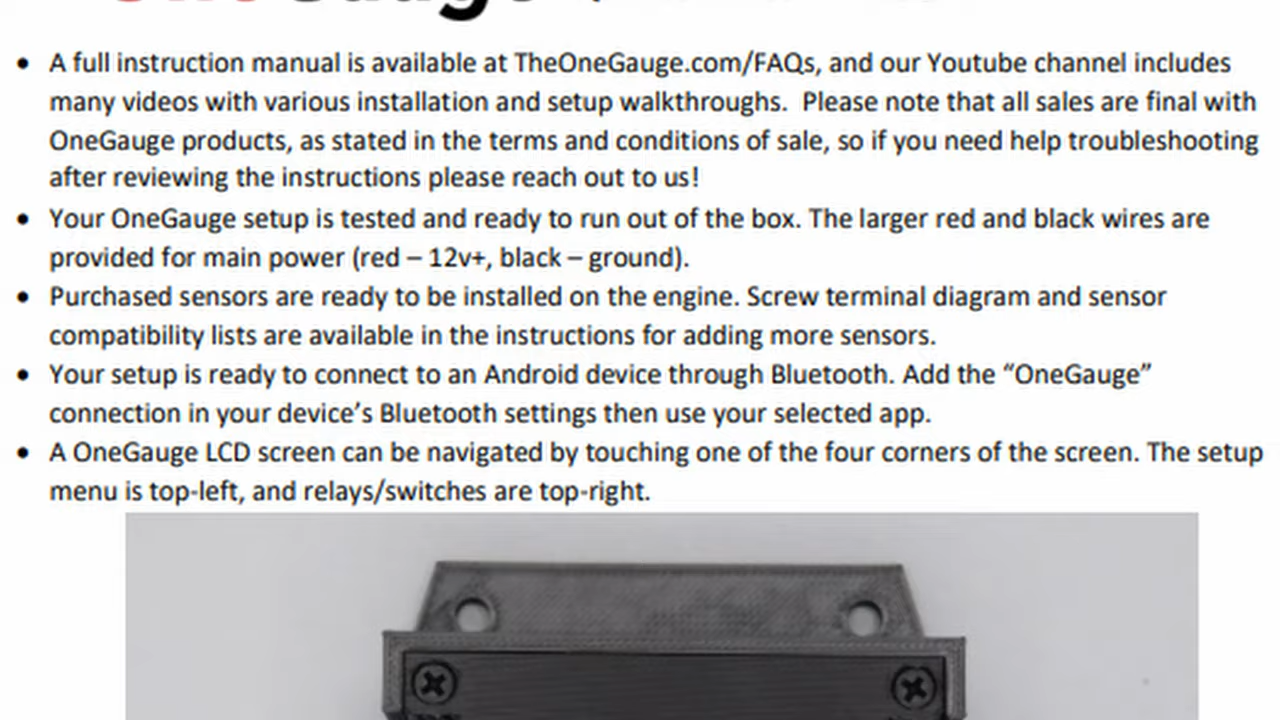 • A full instruction manual is available at TheOneGauge.com/FAQs, and our Youtube channel includes
many videos with various installation and setup walkthroughs.  Please note that all sales are final with
OneGauge products, as stated in the terms and conditions of sale, so if you need help troubleshooting
after reviewing the instructions please reach out to us!
• Your OneGauge setup is tested and ready to run out of the box. The larger red and black wires are
provided for main power (red – 12v+, black – ground).
• Purchased sensors are ready to be installed on the engine. Screw terminal diagram and sensor
compatibility lists are available in the instructions for adding more sensors.
• Your setup is ready to connect to an Android device through Bluetooth. Add the “OneGauge”
connection in your device’s Bluetooth settings then use your selected app.
• A OneGauge LCD screen can be navigated by touching one of the four corners of the screen. The setup
menu is top-left, and relays/switches are top-right.